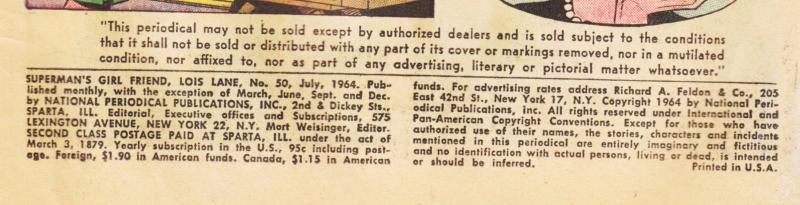 "This periodical may not be sold except by authorized dealers and is sold subject to the conditions
that it shall not be sold or distributed with any part of its cover or markings removed, nor in a mutilated
condition, nor affixed to, nor as part of any advertising, literary or pictorial matter whatsoever."
SUPERMAN'S GIRL FRIEND, LOIS LANE, No. 50, July, 1964. Pub-
lished monthly, with the exception of March, June, Sept. and Dec.
by NATIONAL PERIODICAL PUBLICATIONS, INC., 2nd & Dickey Sts.,
SPARTA, ILL. Editorial, Executive offices and Subscriptions, 575
LEXINGTON AVENUE, NEW YORK 22, N.Y. Mort Weisinger, Editor.
SECOND CLASS POSTAGE PAID AT SPARTA, ILL. under the act of
March 3, 1879. Yearly subscription in the U.S., 95c including post-
age. Foreign, $1.90 in American funds. Canada, $1.15 in American
funds. For advertising rates address Richard A. Feldon & Co., 205
East 42nd St., New York 17, N.Y. Copyright 1964 by National Peri-
odical Publications, Inc. All rights reserved under International and
Pan-American Copyright Conventions. Except for those who have
authorized use of their names, the stories, characters and incidents
mentioned in this periodical are entirely imaginary and fictitious
and no identification with actual persons, living or dead, is intended
or should be inferred.
Printed in U.S.A.